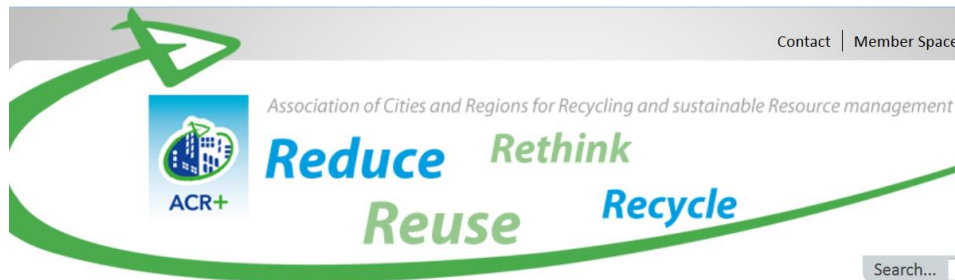 Contact | Member Space
Association of Cities and Regions for Recycling and sustainable Resource management
Reduce Rethink
Reuse Recycle
ACR+
Search...